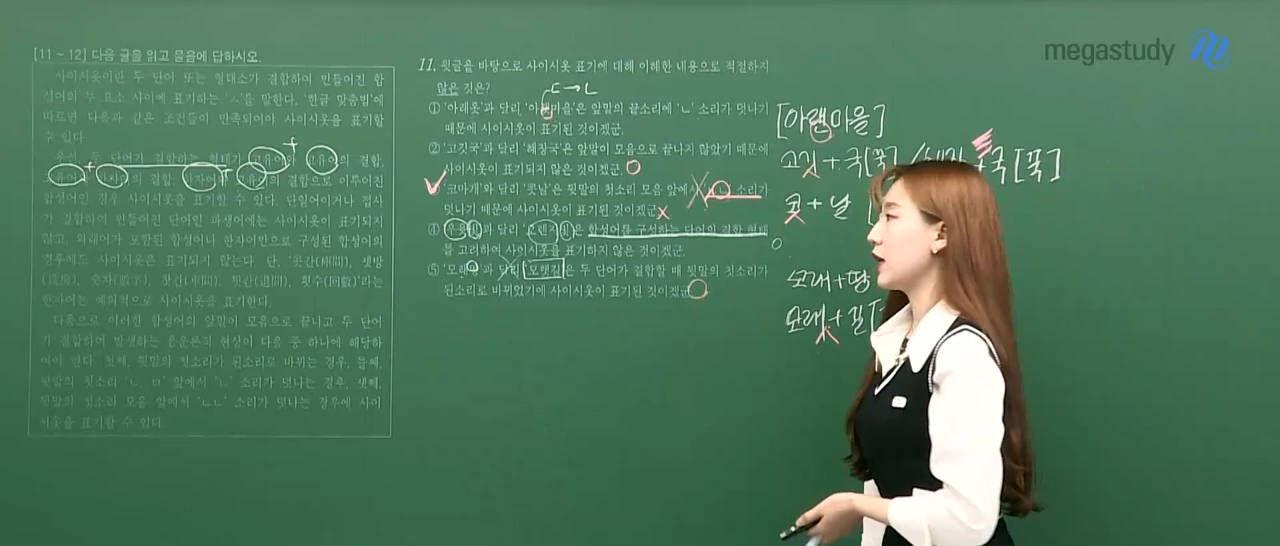 megastudy
[11 ~ 12] 다음 글을 읽고 물음에 답하시오.
사이시옷이란 두 단어 또는 형태소가 결합하여 만들어진 합
성어의 두 요소 사이에 표기하는 'ㅅ'을 말한다. '한글 맞춤법'에
따르면 다음과 같은 조건들이 만족되어야 사이시옷을 표기할
수 있다.
우선, 두 단어가 결합하는 형태가 고유어와 고유어의 결합,
고유어와 한자어의 결합, 한자어와 고유어의 결합으로 이루어진
합성어인 경우 사이시옷을 표기할 수 있다. 단일어이거나 접사
가 결합하여 만들어진 단어인 파생어에는 사이시옷이 표기되지
않고, 외래어가 포함된 합성어나 한자어만으로 구성된 합성어의
경우에도 사이시옷은 표기되지 않는다. 단, '곳간(庫間), 셋방
(貰房), 숫자(數字), 찻간(車間), 툇간(退間), 횟수(回數)'라는
한자어는 예외적으로 사이시옷을 표기한다.
다음으로 이러한 합성어의 앞말이 모음으로 끝나고 두 단어
가 결합하여 발생하는 음운론적 현상이 다음 중 하나에 해당하
여야 한다. 첫째, 뒷말의 첫소리가 된소리로 바뀌는 경우, 둘째,
뒷말의 첫소리 'ㄴ, ㅁ' 앞에서 'ㄴ' 소리가 덧나는 경우, 셋째,
뒷말의 첫소리 모음 앞에서 'ㄴㄴ' 소리가 덧나는 경우에 사이
시옷을 표기할 수 있다.
11. 윗글을 바탕으로 사이시옷 표기에 대해 이해한 내용으로 적절하지
않은 것은?
ㄷ→ㄴ
① '아래옷'과 달리 '아랫마을'은 앞말의 끝소리에 'ㄴ' 소리가 덧나기
때문에 사이시옷이 표기된 것이겠군.
② '고깃국'과 달리 '해장국'은 앞말이 모음으로 끝나지 않았기 때문에
사이시옷이 표기되지 않은 것이겠군.
③ '코마개'와 달리 '콧날'은 뒷말의 첫소리 모음 앞에서 'ㄴㄴ' 소리가
덧나기 때문에 사이시옷이 표기된 것이겠군.
④ '우윳빛'과 달리 '오렌지빛'은 합성어를 구성하는 단어의 결합 형태
를 고려하여 사이시옷을 표기하지 않은 것이겠군.
⑤ '모래땅'과 달리 '모랫길'은 두 단어가 결합할 때 뒷말의 첫소리가
된소리로 바뀌었기에 사이시옷이 표기된 것이겠군.
[아랫마을]
고깃+국[꾹]
국[꾹]
콧+날
모래+땅
모랫+길